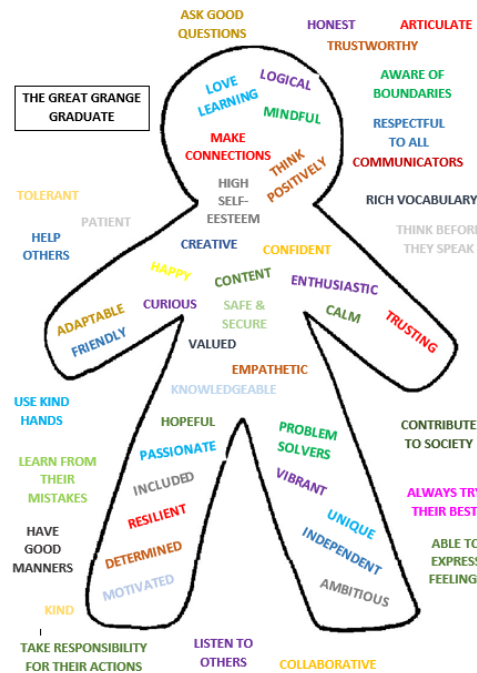 ASK GOOD
QUESTIONS
HONEST
ARTICULATE
TRUSTWORTHY
THE GREAT GRANGE
GRADUATE
LOVE
LEARNING
LOGICAL
MINDFUL
AWARE OF
BOUNDARIES
MAKE
CONNECTIONS
THINK
POSITIVELY
RESPECTFUL
TO ALL
COMMUNICATORS
HIGH
SELF-
EESTEEM
TOLERANT
PATIENT
RICH VOCABULARY
HELP
OTHERS
CREATIVE
CONFIDENT
THINK BEFORE
THEY SPEAK
HAPPY
CONTENT
ENTHUSIASTIC
ADAPTABLE
FRIENDLY
CURIOUS
SAFE &
SECURE
CALM
TRUSTING
VALUED
EMPATHETIC
KNOWLEDGEABLE
USE KIND
HANDS
HOPEFUL
PROBLEM
SOLVERS
CONTRIBUTE
TO SOCIETY
PASSIONATE
LEARN FROM
THEIR
MISTAKES
INCLUDED
VIBRANT
ALWAYS TRY
THEIR BEST
RESILIENT
UNIQUE
HAVE
GOOD
MANNERS
DETERMINED
INDEPENDENT
ABLE TO
EXPRESS
FEELING
MOTIVATED
AMBITIOUS
KIND
TAKE RESPONSIBILITY
FOR THEIR ACTIONS
LISTEN TO
OTHERS
COLLABORATIVE